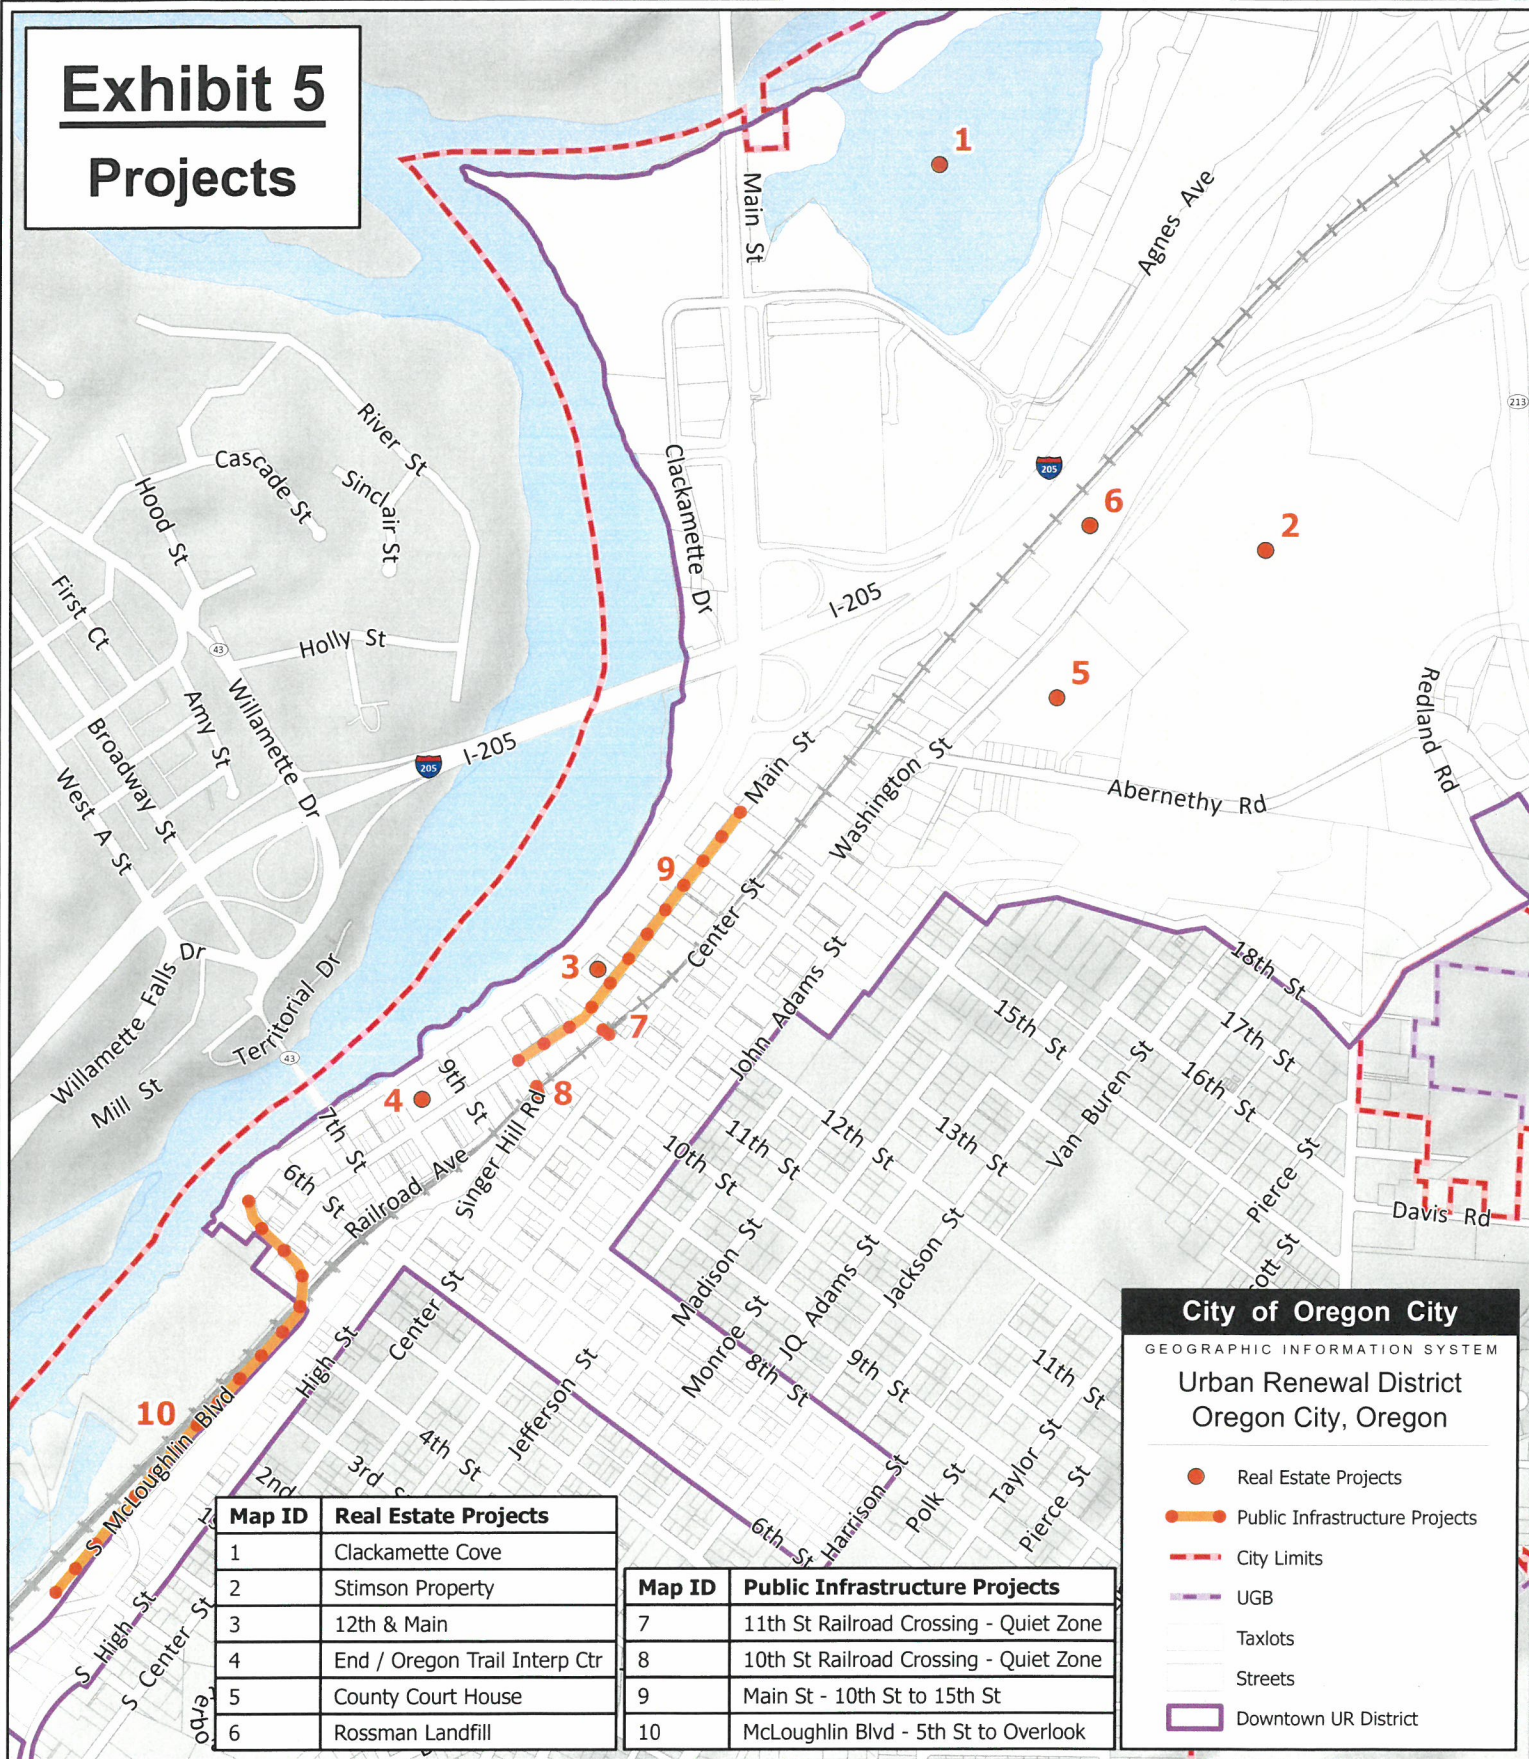 Exhibit 5
Projects
1
Main St
Agnes Ave
213
River St
Cascade St
Sinclair St
Hood St
Clackamette Dr
205
6
2
First Ct
I-205
Holly St
43
5
Redland Rd
Willamette Dr
Amy St
Broadway St
I-205
205
West A St
Main St
Washington St
Abernethy Rd
9
Center St
John Adams St
18th St
Willamette Falls Dr
3
Territorial Dr
15th St
17th St
7
43
Mill St
9th St
4
8
16th St
Van Buren St
7th St
12th St
13th St
11th St
10th St
Singer Hill Rd
Railroad Ave
6th St
Pierce St
Davis Rd
Madison St
Jackson St
JQ Adams St
Center St
Monroe St
High St
8th St
9th St
11th St
Jefferson St
10
S McLoughlin Blvd
4th St
3rd
2nd
Taylor St
Polk St
Pierce St
Harrison St
6th St
S High St
S Center St
Map ID Real Estate Projects
1 Clackamette Cove
2 Stimson Property
3 12th & Main
4 End / Oregon Trail Interp Ctr
5 County Court House
6 Rossman Landfill
Map ID Public Infrastructure Projects
7 11th St Railroad Crossing - Quiet Zone
8 10th St Railroad Crossing - Quiet Zone
9 Main St - 10th St to 15th St
10 McLoughlin Blvd - 5th St to Overlook
City of Oregon City
GEOGRAPHIC INFORMATION SYSTEM
Urban Renewal District
Oregon City, Oregon
Real Estate Projects
Public Infrastructure Projects
City Limits
UGB
Taxlots
Streets
Downtown UR District